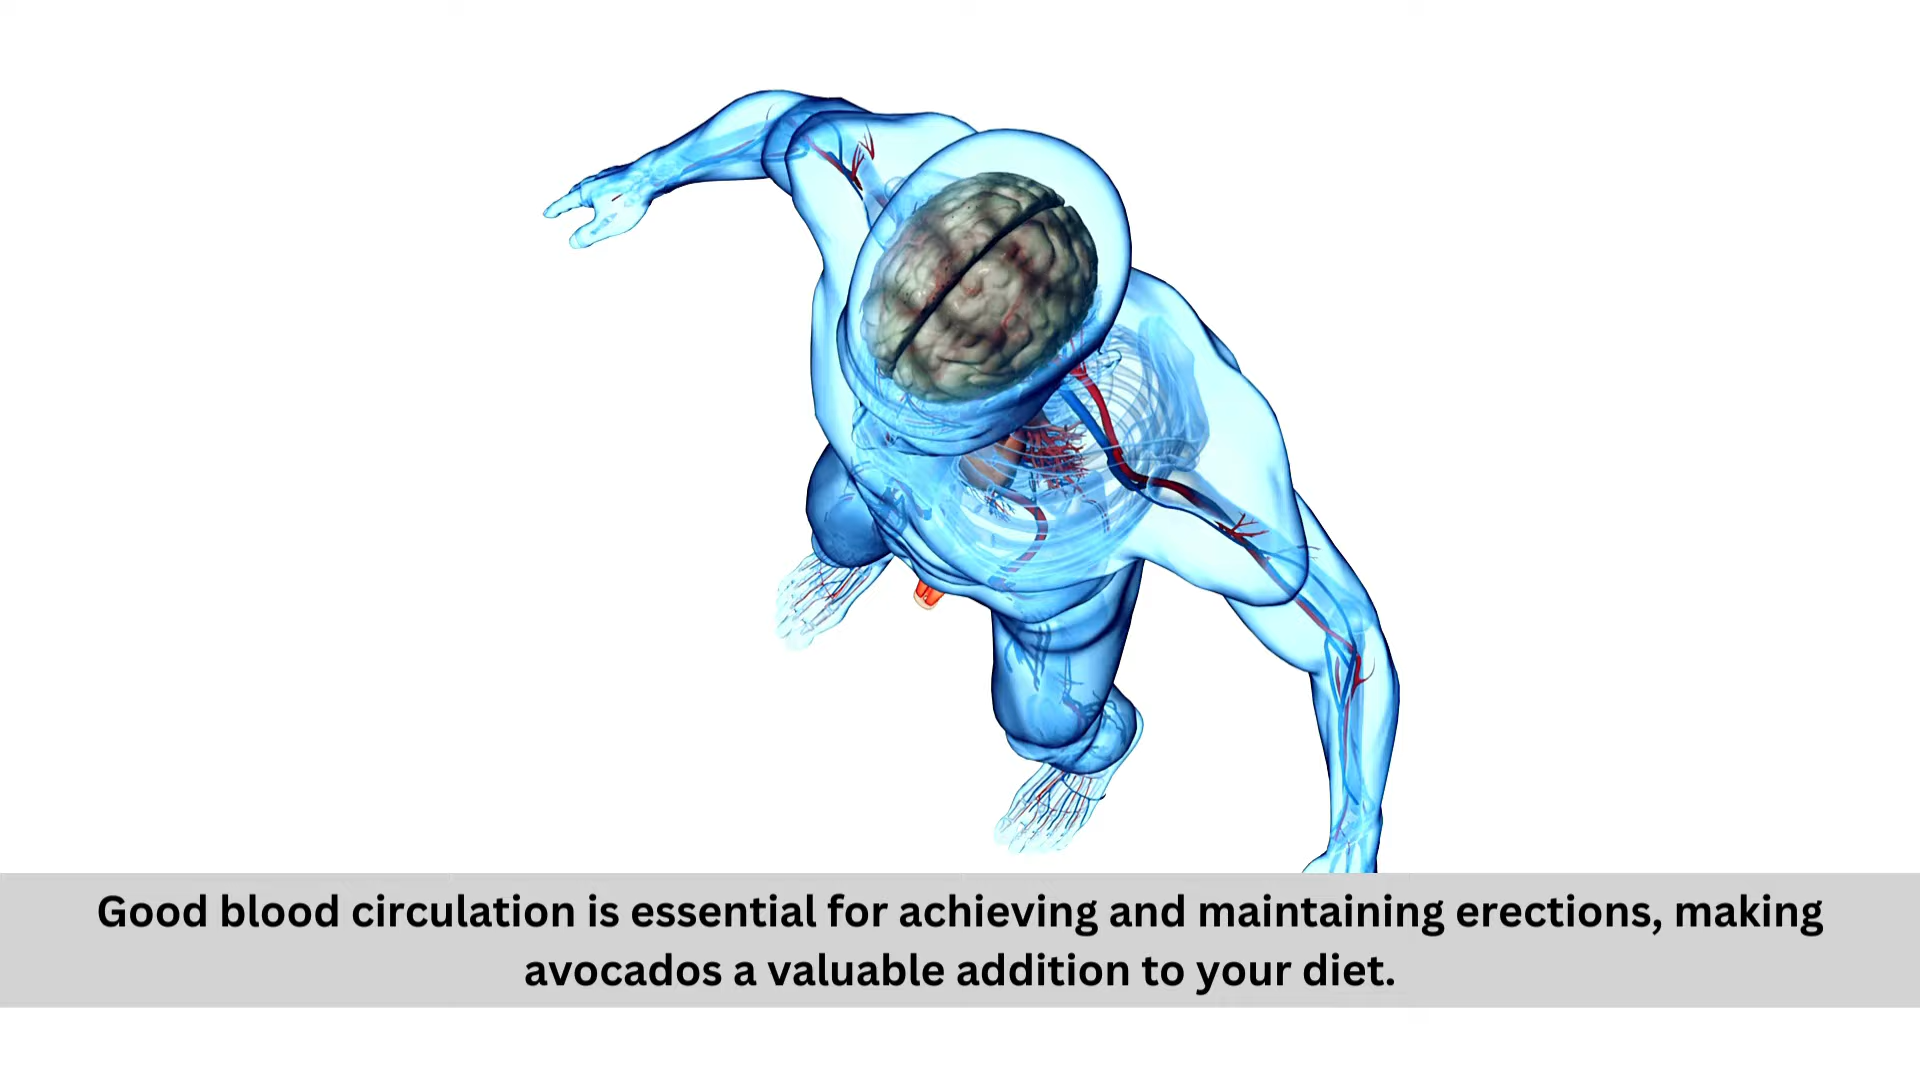 Good blood circulation is essential for achieving and maintaining erections, making
avocados a valuable addition to your diet.